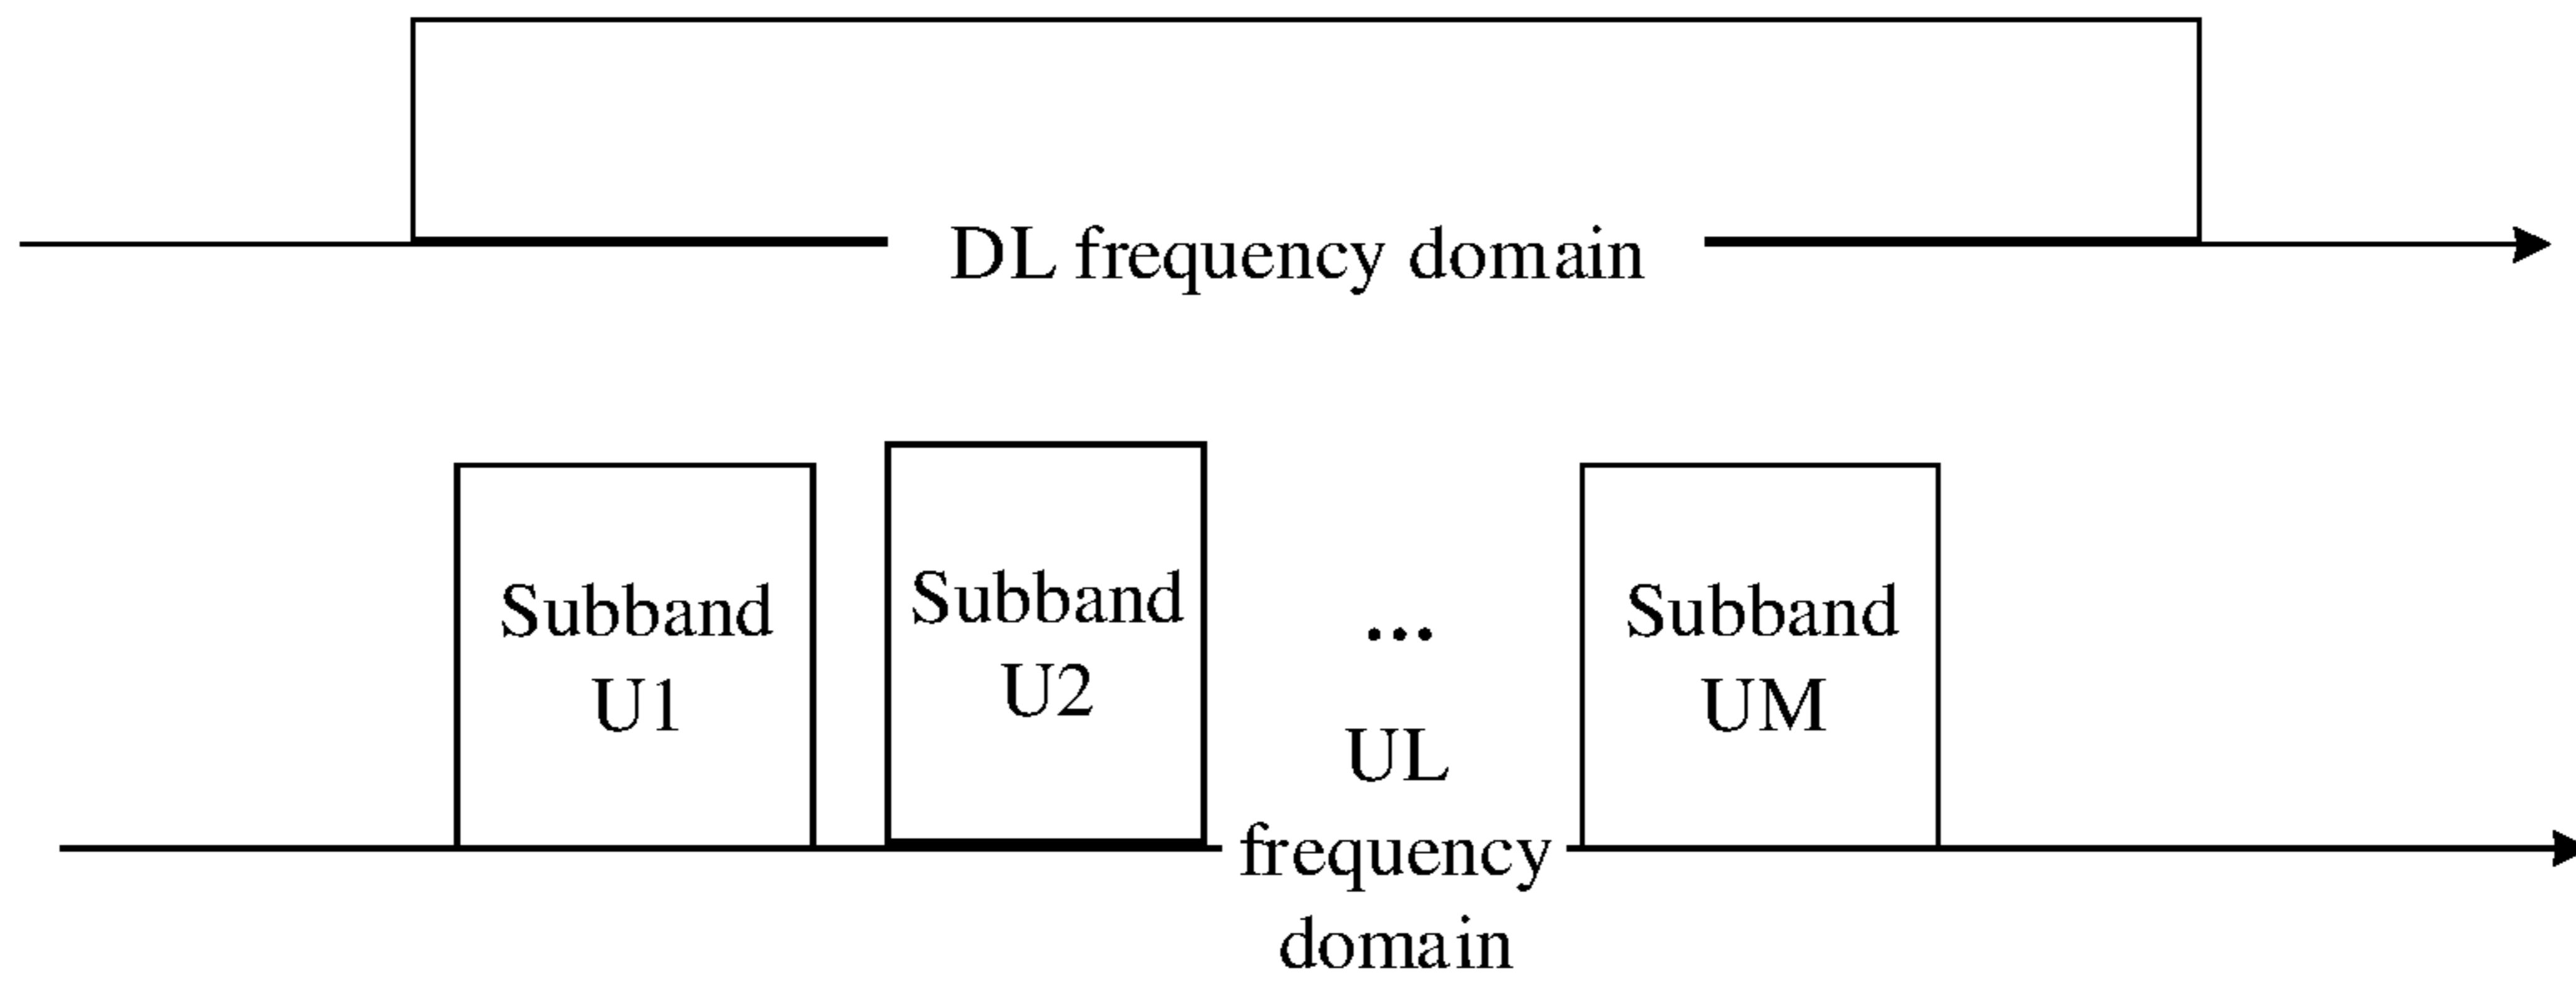 DL frequency domain
Subband
U1
Subband
U2
...
Subband
UM
UL
frequency
domain